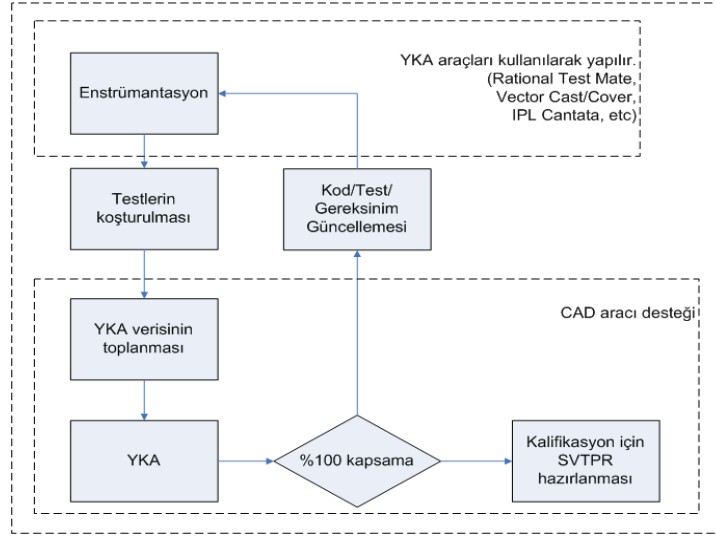 YKA araçları kullanılarak yapılır.
(Rational Test Mate,
Vector Cast/Cover,
IPL Cantata, etc)
Enstrümantasyon
Testlerin
koşturulması
Kod/Test/
Gereksinim
Güncellemesi
CAD aracı desteği
YKA verisinin
toplanması
YKA
%100 kapsama
Kalifikasyon için
SVTPR
hazırlanması